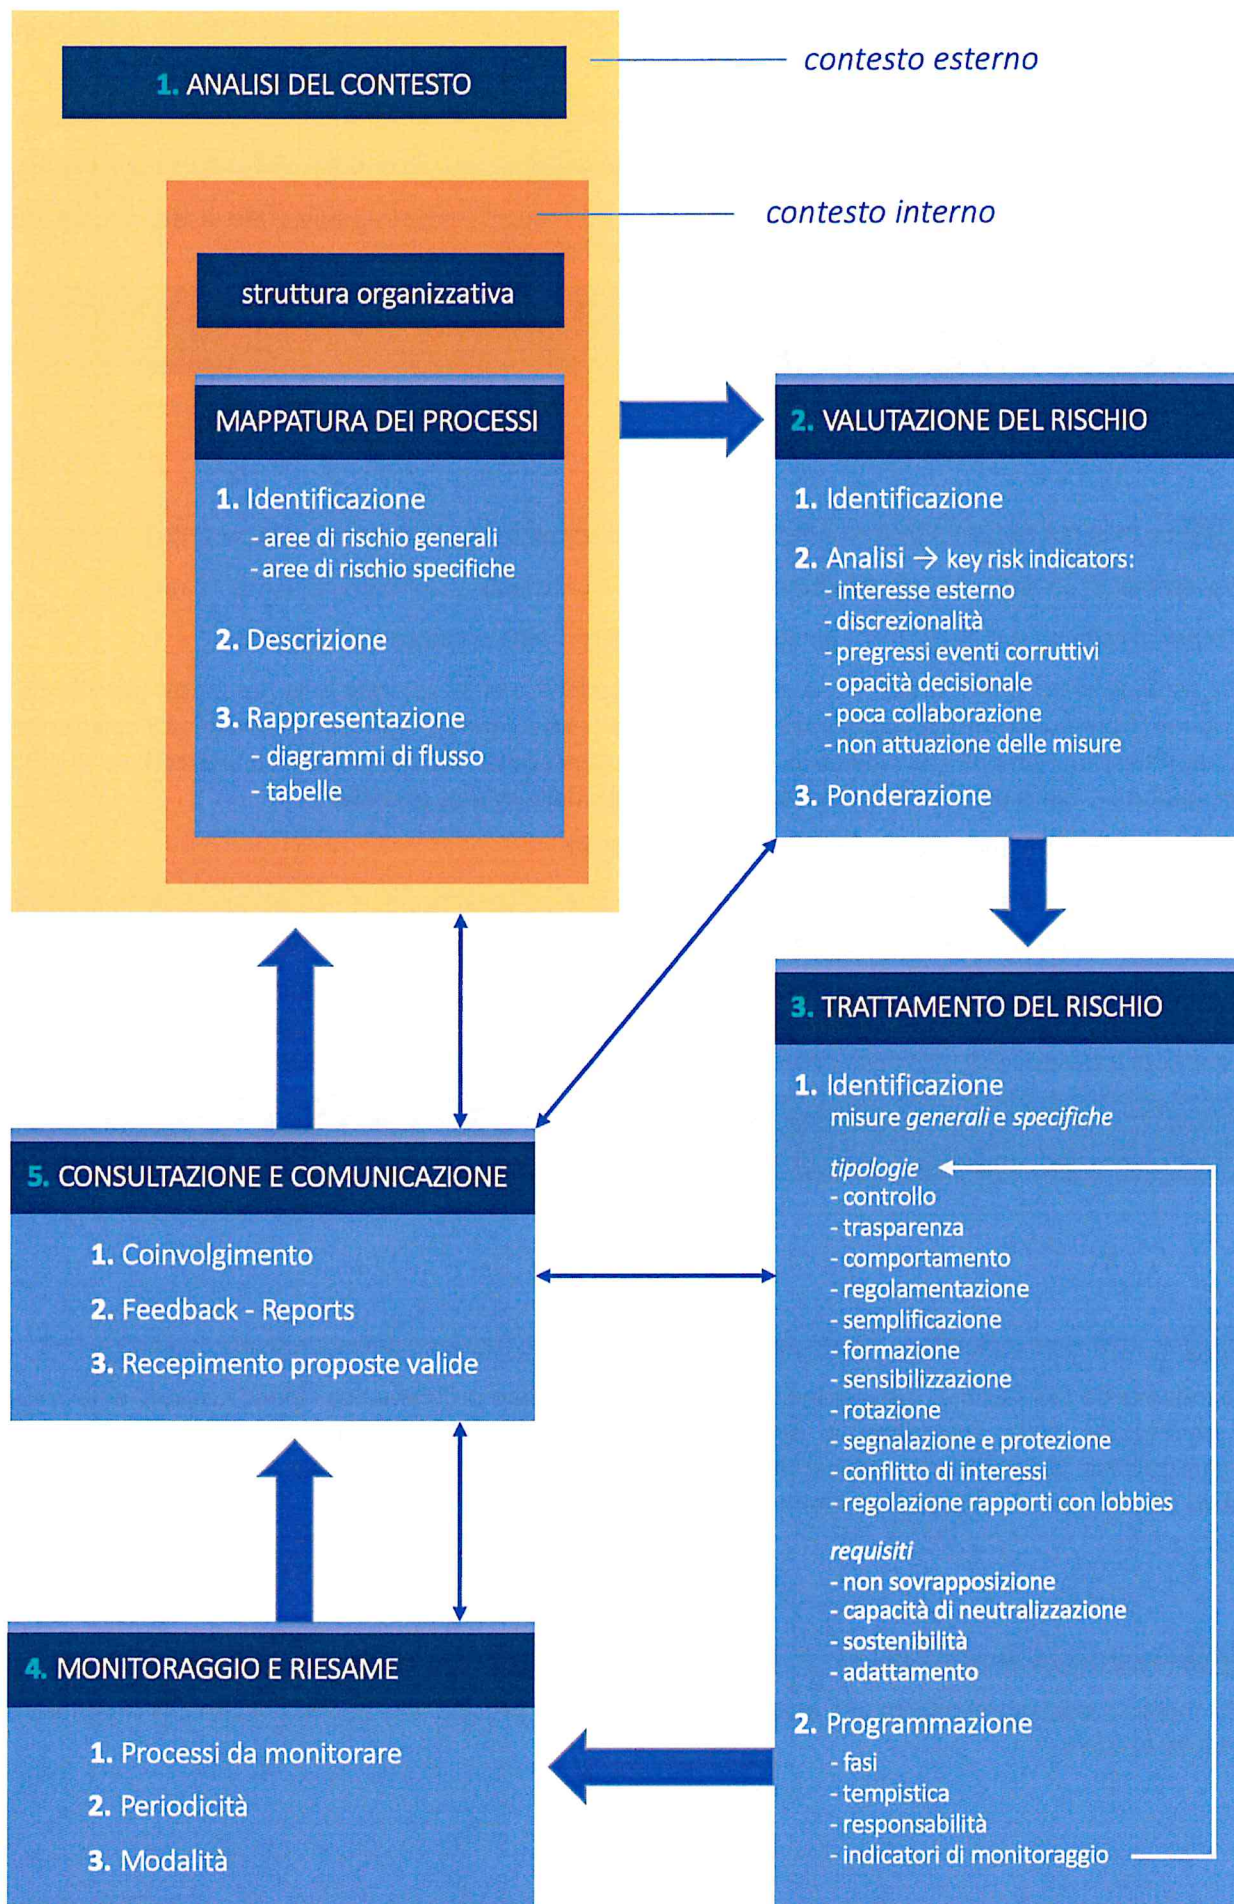 1. ANALISI DEL CONTESTO
contesto esterno
contesto interno
struttura organizzativa
MAPPATURA DEI PROCESSI
1. Identificazione
- aree di rischio generali
- aree di rischio specifiche
2. Descrizione
3. Rappresentazione
- diagrammi di flusso
- tabelle
2. VALUTAZIONE DEL RISCHIO
1. Identificazione
2. Analisi → key risk indicators:
- interesse esterno
- discrezionalità
- pregressi eventi corruttivi
- opacità decisionale
- poca collaborazione
- non attuazione delle misure
3. Ponderazione
3. TRATTAMENTO DEL RISCHIO
1. Identificazione
misure generali e specifiche
tipologie
- controllo
- trasparenza
- comportamento
- regolamentazione
- semplificazione
- formazione
- sensibilizzazione
- rotazione
- segnalazione e protezione
- conflitto di interessi
- regolazione rapporti con lobbies
requisiti
- non sovrapposizione
- capacità di neutralizzazione
- sostenibilità
- adattamento
2. Programmazione
- fasi
- tempistica
- responsabilità
- indicatori di monitoraggio
5. CONSULTAZIONE E COMUNICAZIONE
1. Coinvolgimento
2. Feedback - Reports
3. Recepimento proposte valide
4. MONITORAGGIO E RIESAME
1. Processi da monitorare
2. Periodicità
3. Modalità